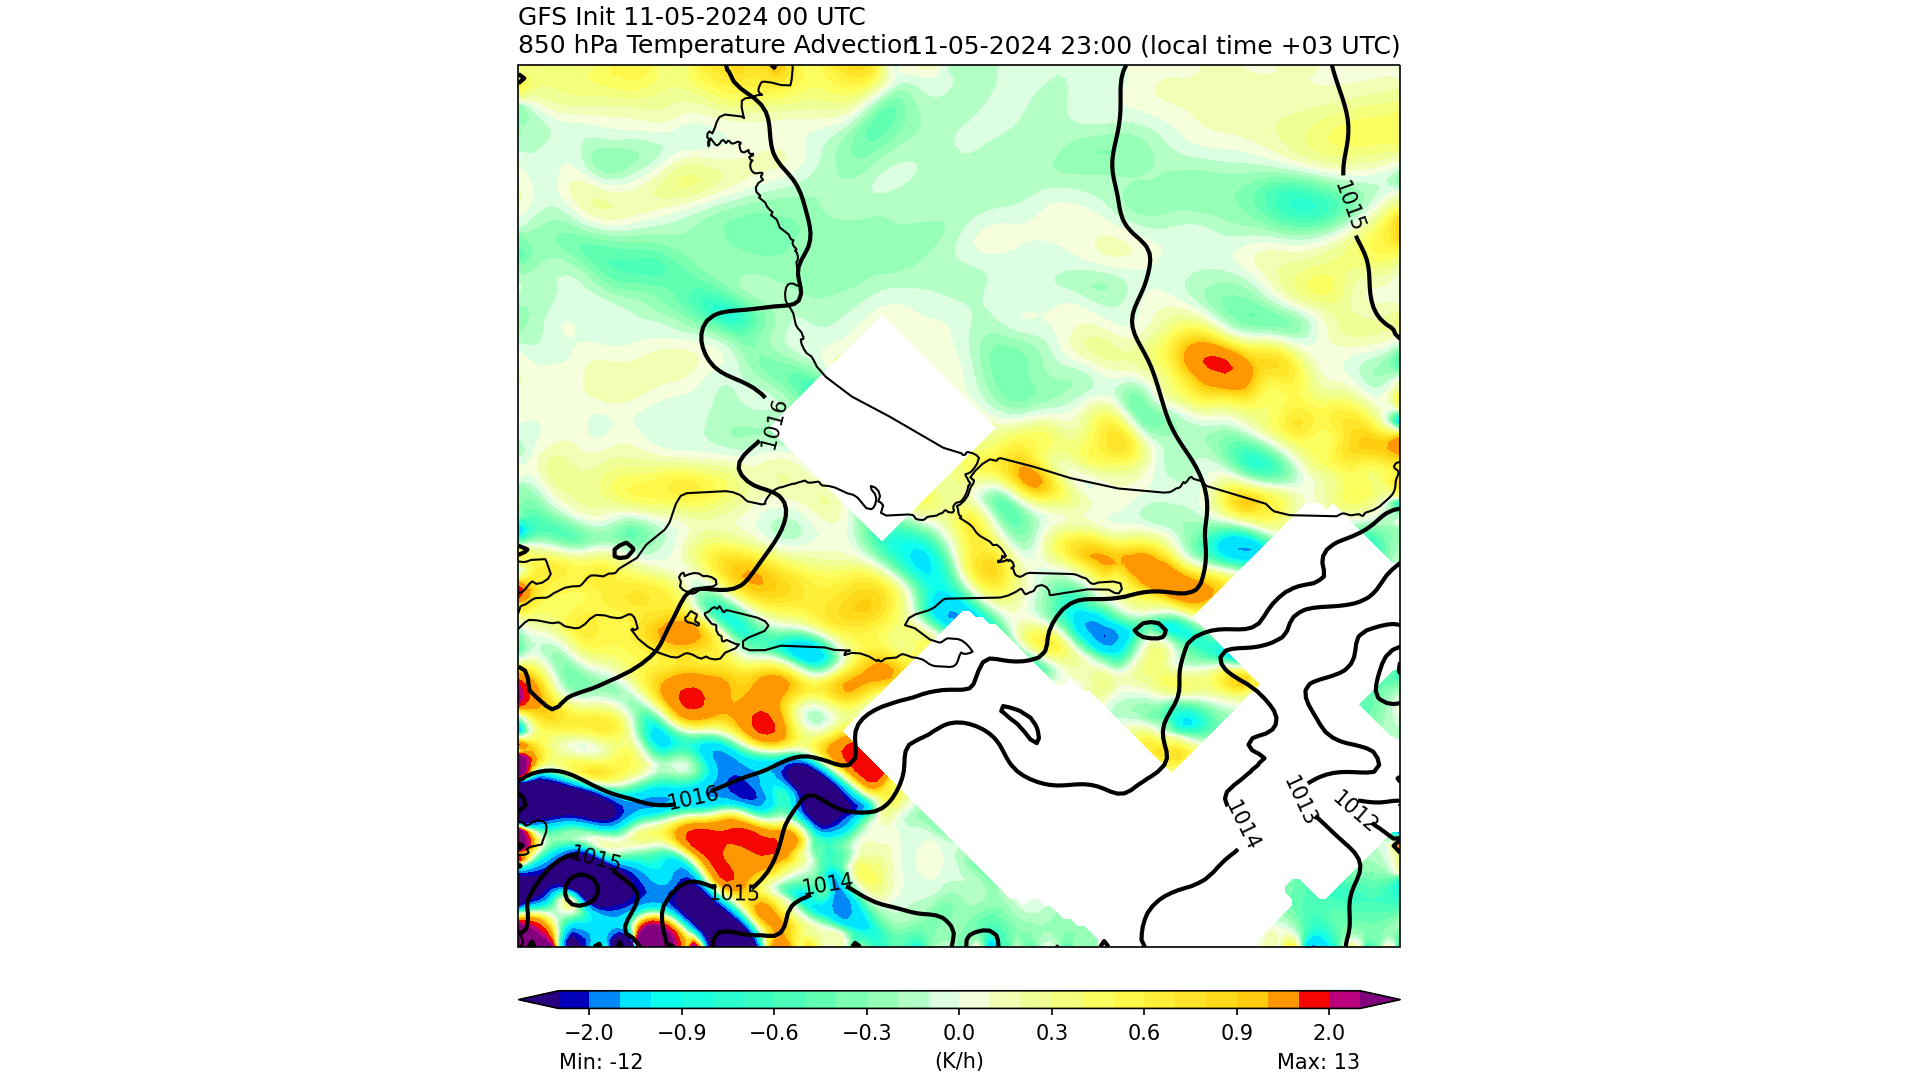 GFS Init 11-05-2024 00 UTC
850 hPa Temperature Advection
11-05-2024 23:00 (local time +03 UTC)
1015
1016
1016
1015
1015
1014
1014
1013
1012
−2.0 −0.9 −0.6 −0.3 0.0 0.3 0.6 0.9 2.0
Min: -12 (K/h) Max: 13